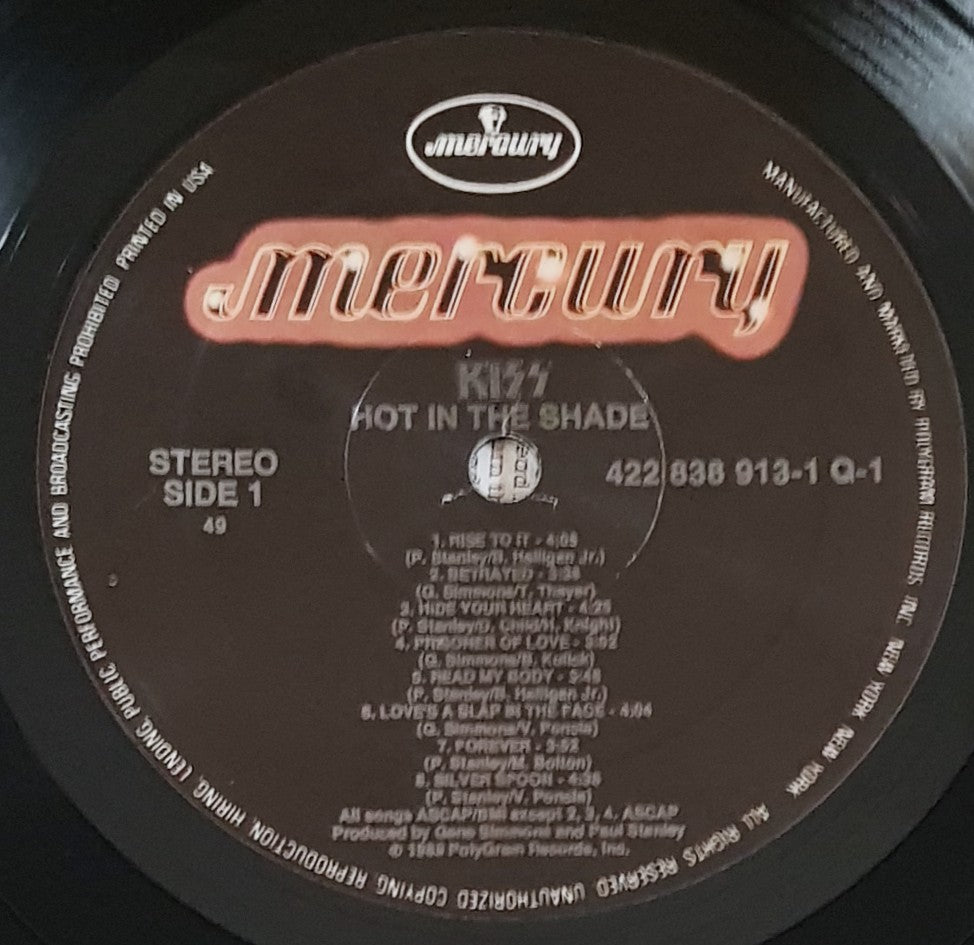 mercury
mercury
KISS
HOT IN THE SHADE
STEREO
SIDE 1
49
422 838 913-1 Q-1
1. RISE TO IT - 4:08
(P. Stanley/B. Halligan Jr.)
2. BETRAYED - 3:38
(G. Simmons/T. Thayer)
3. HIDE YOUR HEART - 4:25
(P. Stanley/D. Child/H. Knight)
4. PRISONER OF LOVE - 3:52
(G. Simmons/B. Kulick)
5. READ MY BODY - 3:48
(P. Stanley/B. Halligan Jr.)
6. LOVE'S A SLAP IN THE FACE - 4:04
(G. Simmons/V. Poncia)
7. FOREVER - 3:52
(P. Stanley/M. Bolton)
8. SILVER SPOON - 4:38
(P. Stanley/V. Poncia)
All songs ASCAP/BMI except 2, 3, 4, ASCAP
Produced by Gene Simmons and Paul Stanley
© 1989 PolyGram Records, Inc.
MANUFACTURED AND MARKETED BY POLYGRAM RECORDS INC NEW YORK NEW YORK ALL RIGHTS RESERVED UNAUTHORIZED COPYING REPRODUCTION, HIRING, LENDING, PUBLIC PERFORMANCE AND BROADCASTING PROHIBITED PRINTED IN USA